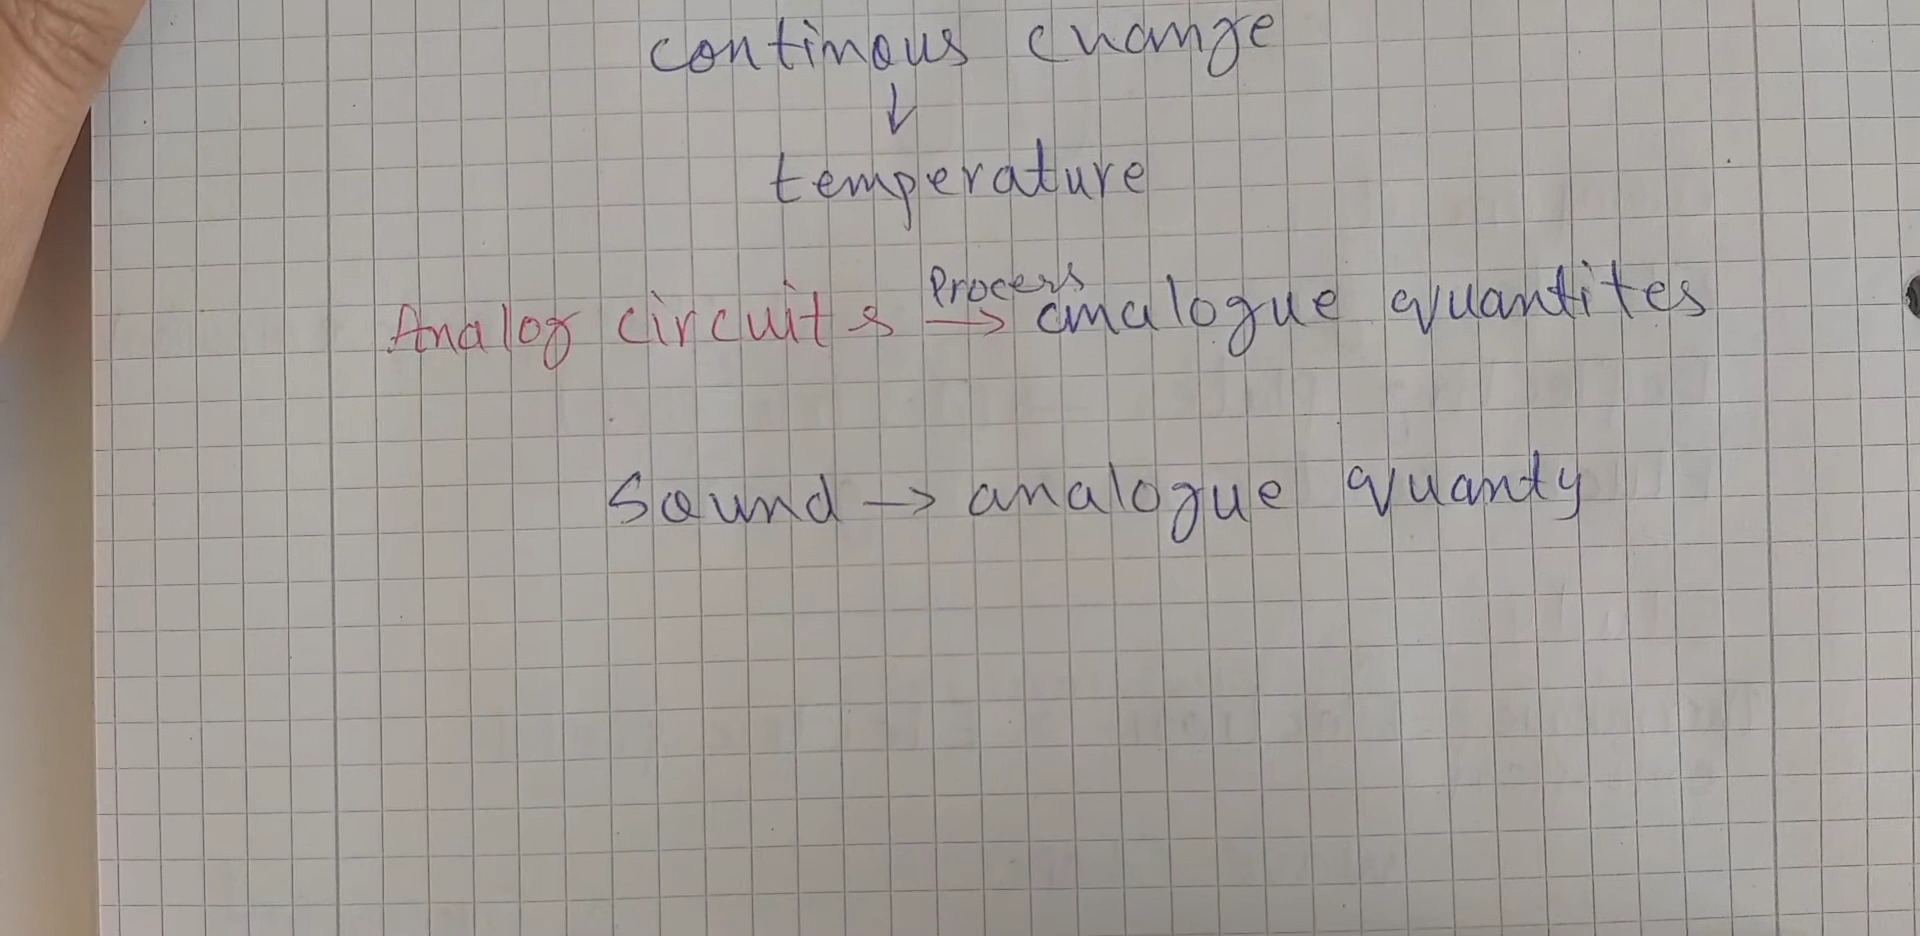 continous change
↓
temperature
Analog circuits Process → analogue quantites
Sound → analogue quanty